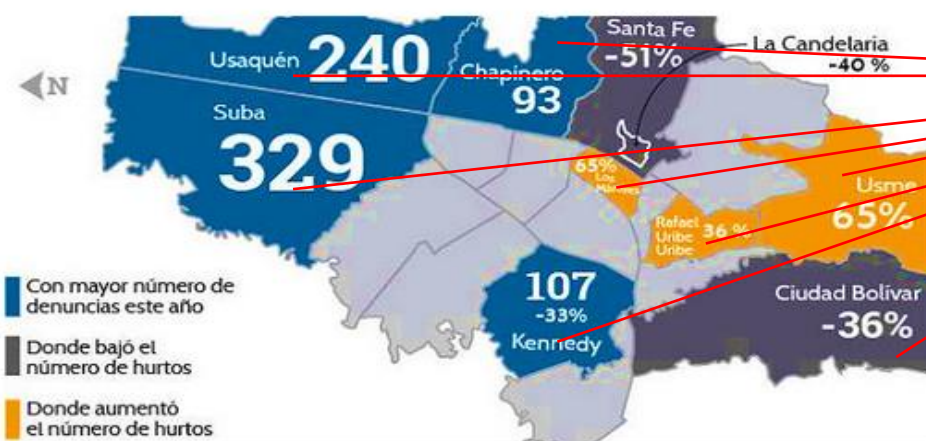 Santa Fe
-51%
La Candelaria
-40 %
Usaquén 240
Chapinero
93
N
Suba
329
65%
Los
Mártires
Usme
65%
Rafael
Uribe
Uribe
36 %
107
-33%
Kennedy
Ciudad Bolívar
-36%
Con mayor número de
denuncias este año
Donde bajó el
número de hurtos
Donde aumentó
el número de hurtos